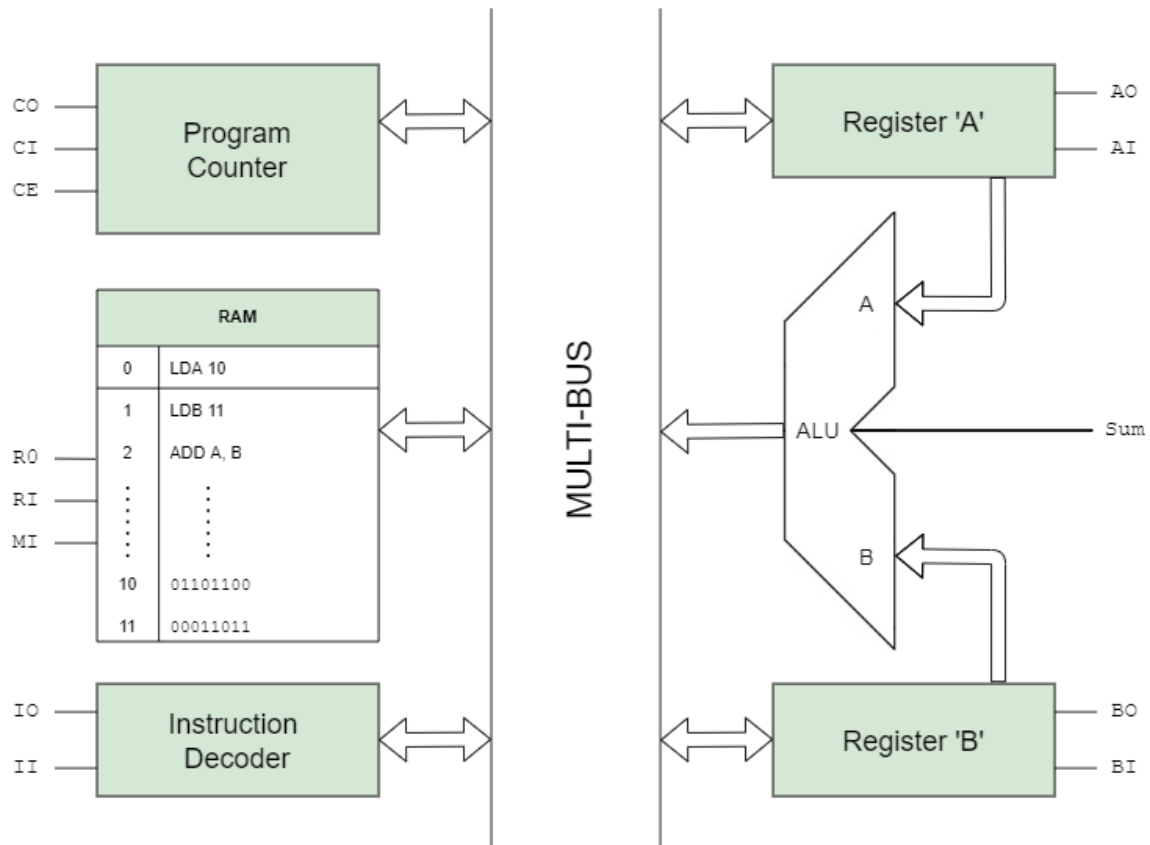 CO
CI
CE
Program
Counter
RAM
0 LDA 10
1 LDB 11
2 ADD A, B
10 01101100
11 00011011
RO
RI
MI
Instruction
Decoder
IO
II
MULTI-BUS
Register 'A'
AO
AI
A
ALU
B
Sum
Register 'B'
BO
BI